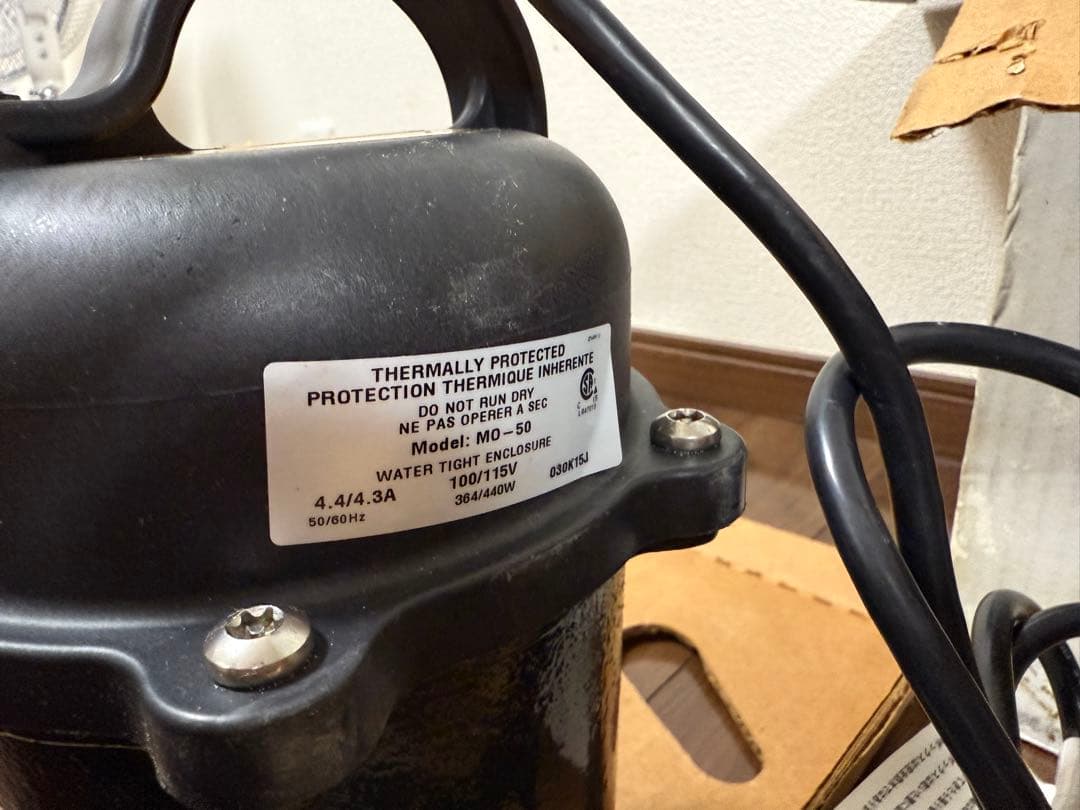 THERMALLY PROTECTED
PROTECTION THERMIQUE INHERENTE
DO NOT RUN DRY
NE PAS OPERER A SEC
Model: MO-50
WATER TIGHT ENCLOSURE
4.4/4.3A 100/115V 030K15J
50/60Hz 364/440W